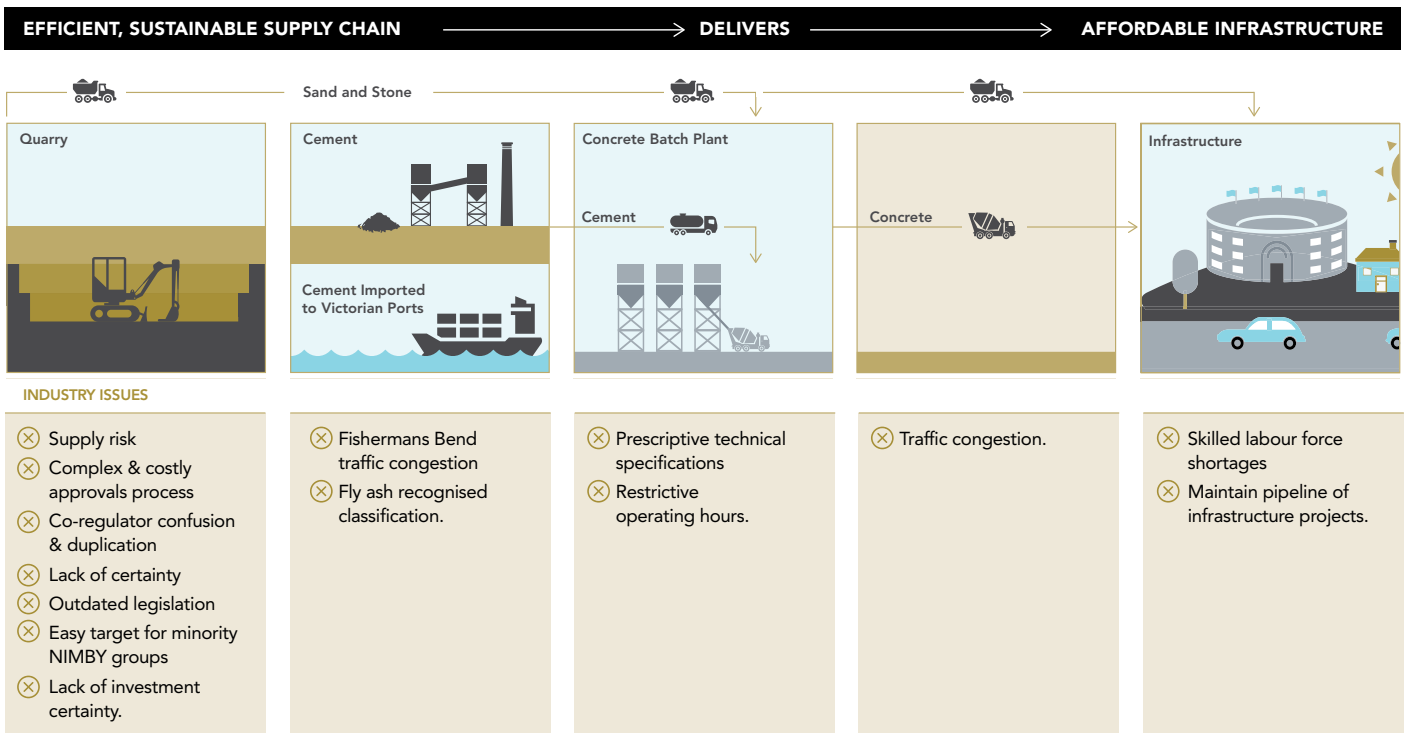 EFFICIENT, SUSTAINABLE SUPPLY CHAIN
DELIVERS
AFFORDABLE INFRASTRUCTURE
Sand and Stone
Quarry
Cement
Cement Imported
to Victorian Ports
Concrete Batch Plant
Cement
Concrete
Infrastructure
INDUSTRY ISSUES
Supply risk
Complex & costly
approvals process
Co-regulator confusion
& duplication
Lack of certainty
Outdated legislation
Easy target for minority
NIMBY groups
Lack of investment
certainty.
Fishermans Bend
traffic congestion
Fly ash recognised
classification.
Prescriptive technical
specifications
Restrictive
operating hours.
Traffic congestion.
Skilled labour force
shortages
Maintain pipeline of
infrastructure projects.